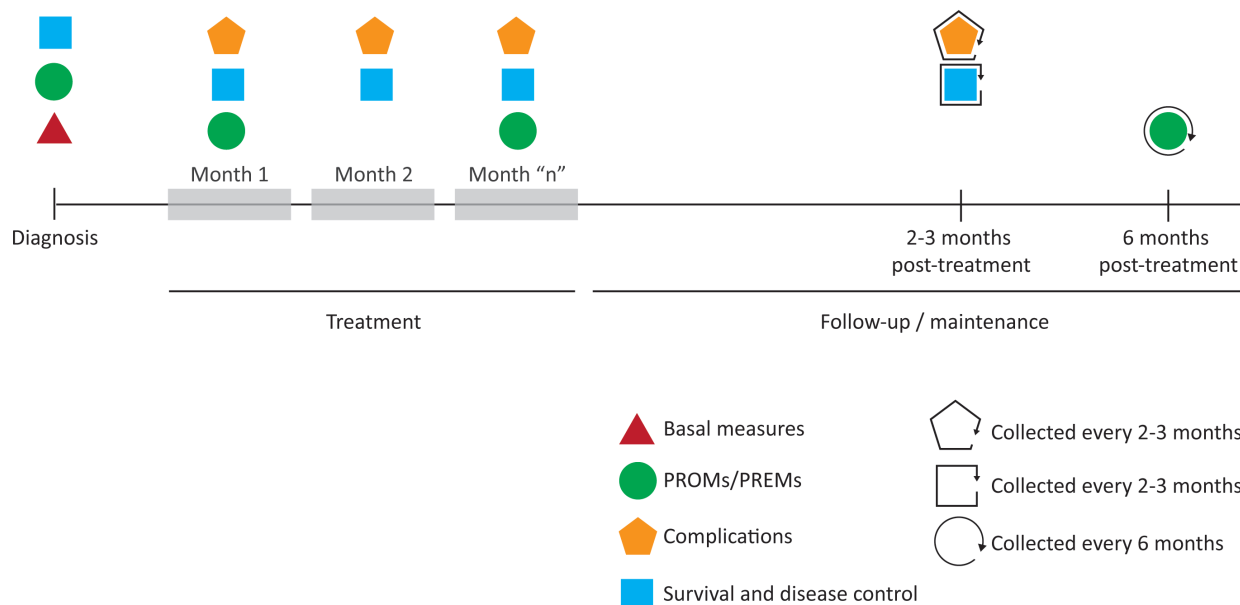 Month 1
Month 2
Month “n”
Diagnosis
2-3 months
post-treatment
6 months
post-treatment
Treatment
Follow-up / maintenance
Basal measures
PROMs/PREMs
Complications
Survival and disease control
Collected every 2-3 months
Collected every 2-3 months
Collected every 6 months